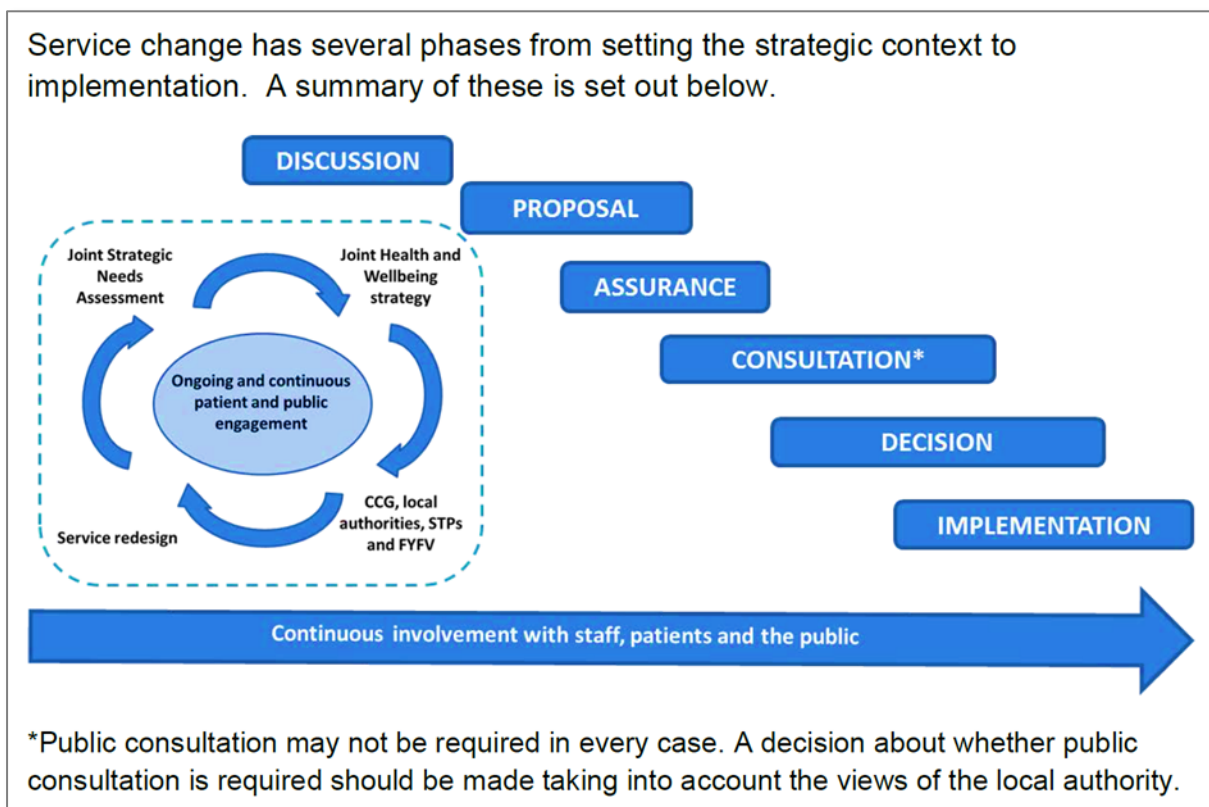 Service change has several phases from setting the strategic context to
implementation.  A summary of these is set out below.
DISCUSSION
PROPOSAL
ASSURANCE
CONSULTATION*
DECISION
IMPLEMENTATION
Joint Strategic
Needs
Assessment
Joint Health and
Wellbeing
strategy
Ongoing and continuous
patient and public
engagement
Service redesign
CCG, local
authorities, STPs
and FYFV
Continuous involvement with staff, patients and the public
*Public consultation may not be required in every case. A decision about whether public
consultation is required should be made taking into account the views of the local authority.